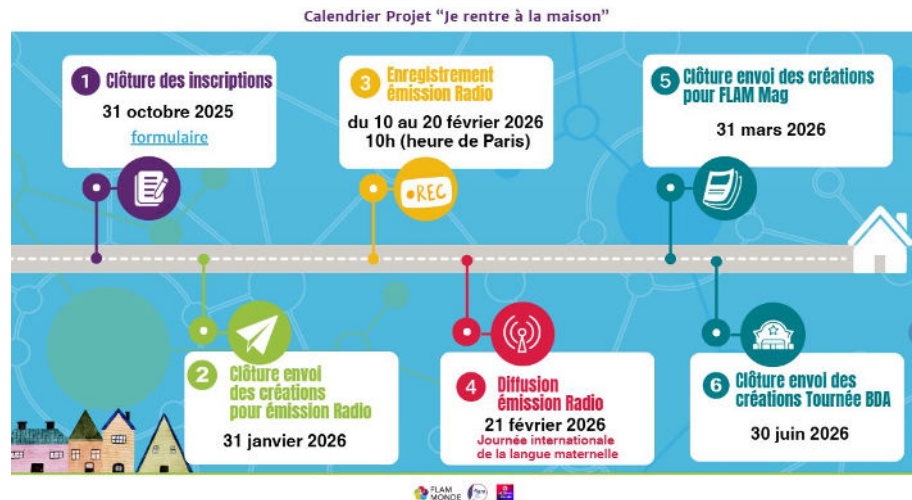 Calendrier Projet “Je rentre à la maison”
1 Clôture des inscriptions
31 octobre 2025
formulaire
3 Enregistrement
émission Radio
du 10 au 20 février 2026
10h (heure de Paris)
5 Clôture envoi des créations
pour FLAM Mag
31 mars 2026
REC
2 Clôture envoi
des créations
pour émission Radio
31 janvier 2026
4 Diffusion
émission Radio
21 février 2026
Journée internationale
de la langue maternelle
6 Clôture envoi des
créations Tournée BDA
30 juin 2026
FLAM
MONDE